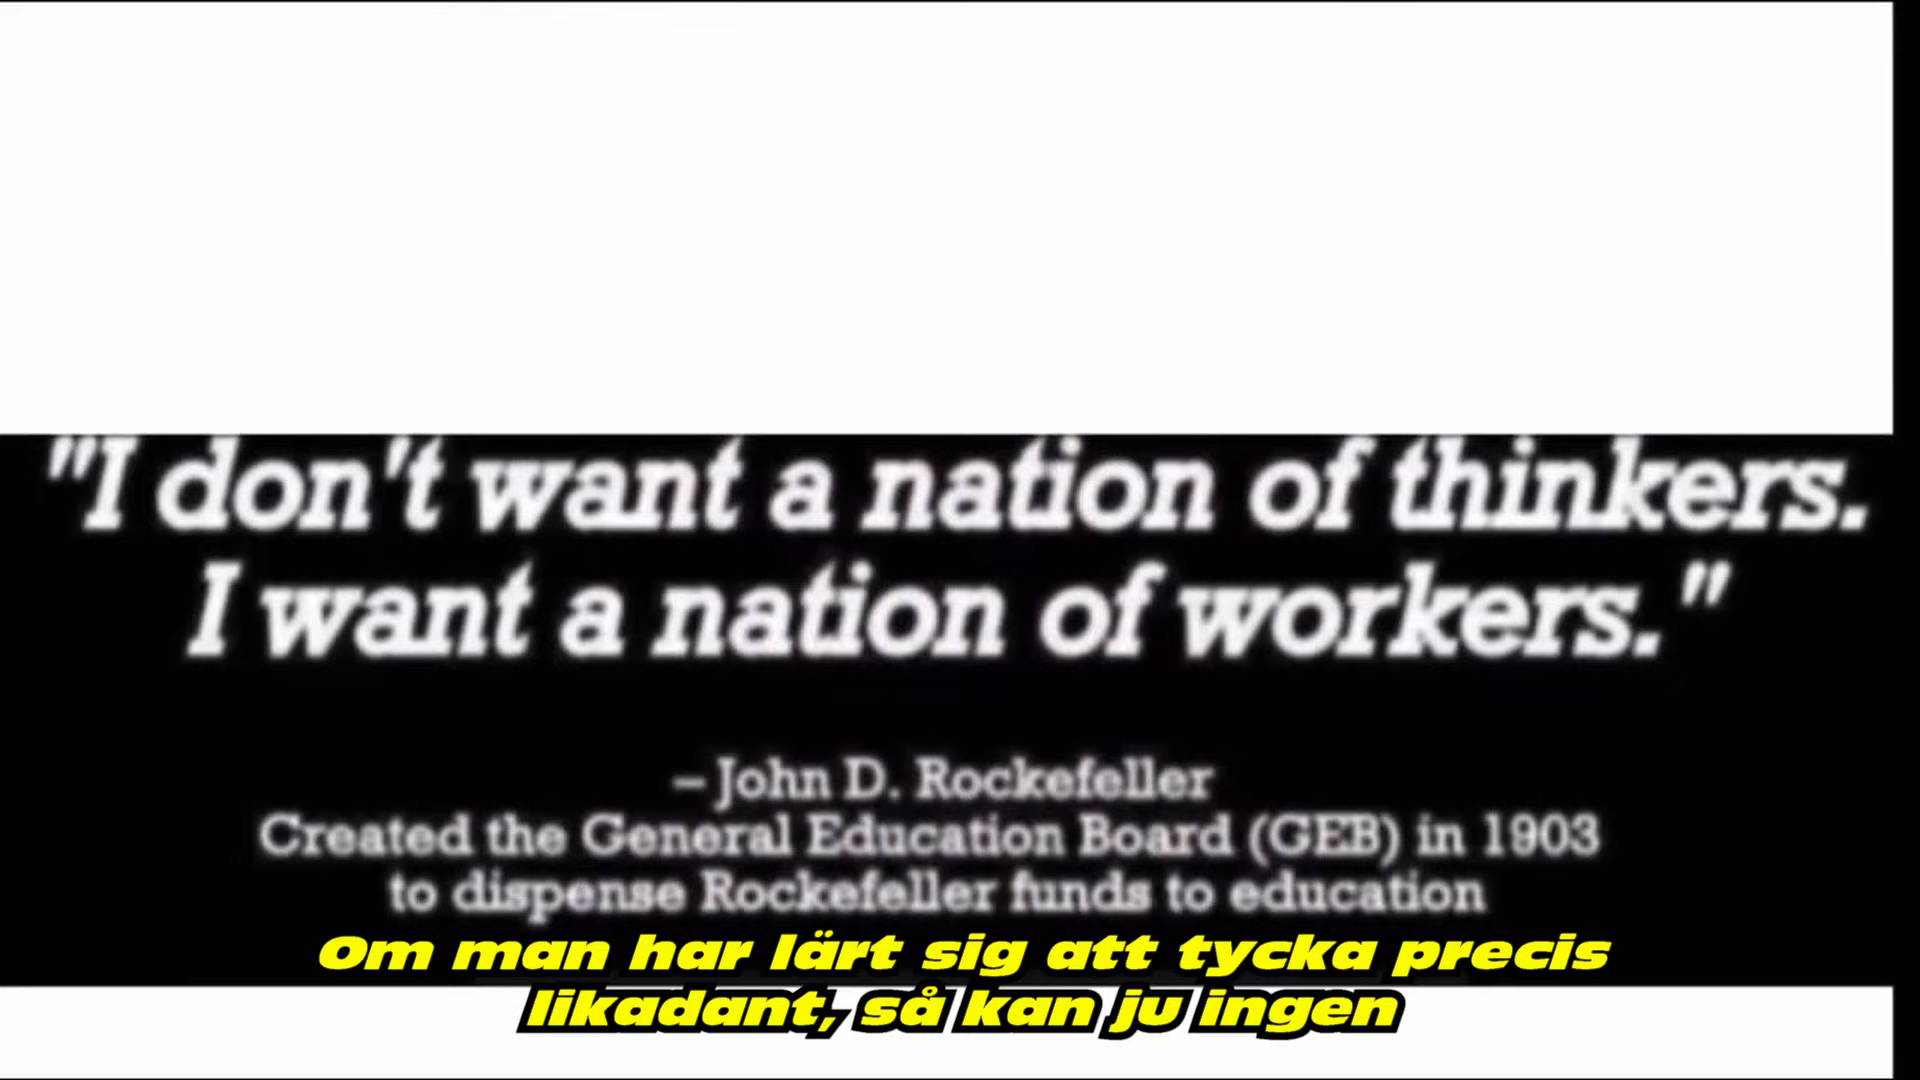 "I don't want a nation of thinkers.
I want a nation of workers."
– John D. Rockefeller
Created the General Education Board (GEB) in 1903
to dispense Rockefeller funds to education
Om man har lärt sig att tycka precis
likadant, så kan ju ingen